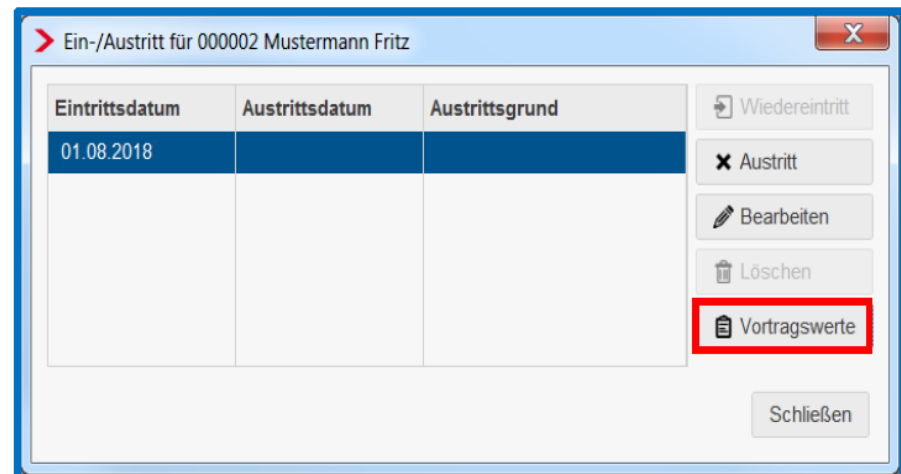 Ein-/Austritt für 000002 Mustermann Fritz
X
Eintrittsdatum Austrittsdatum Austrittsgrund
01.08.2018
Wiedereintritt
Austritt
Bearbeiten
Löschen
Vortragswerte
Schließen